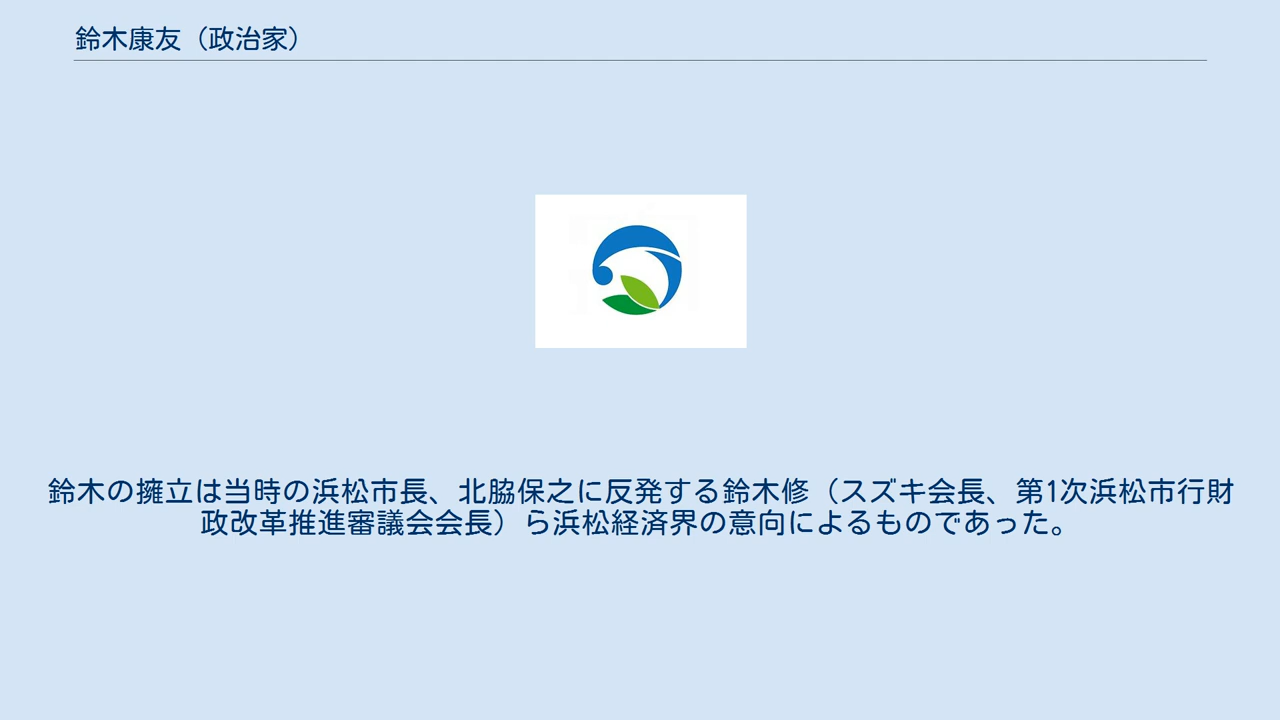 鈴木康友（政治家）
鈴木の擁立は当時の浜松市長、北脇保之に反発する鈴木修（スズキ会長、第1次浜松市行財
政改革推進審議会会長）ら浜松経済界の意向によるものであった。